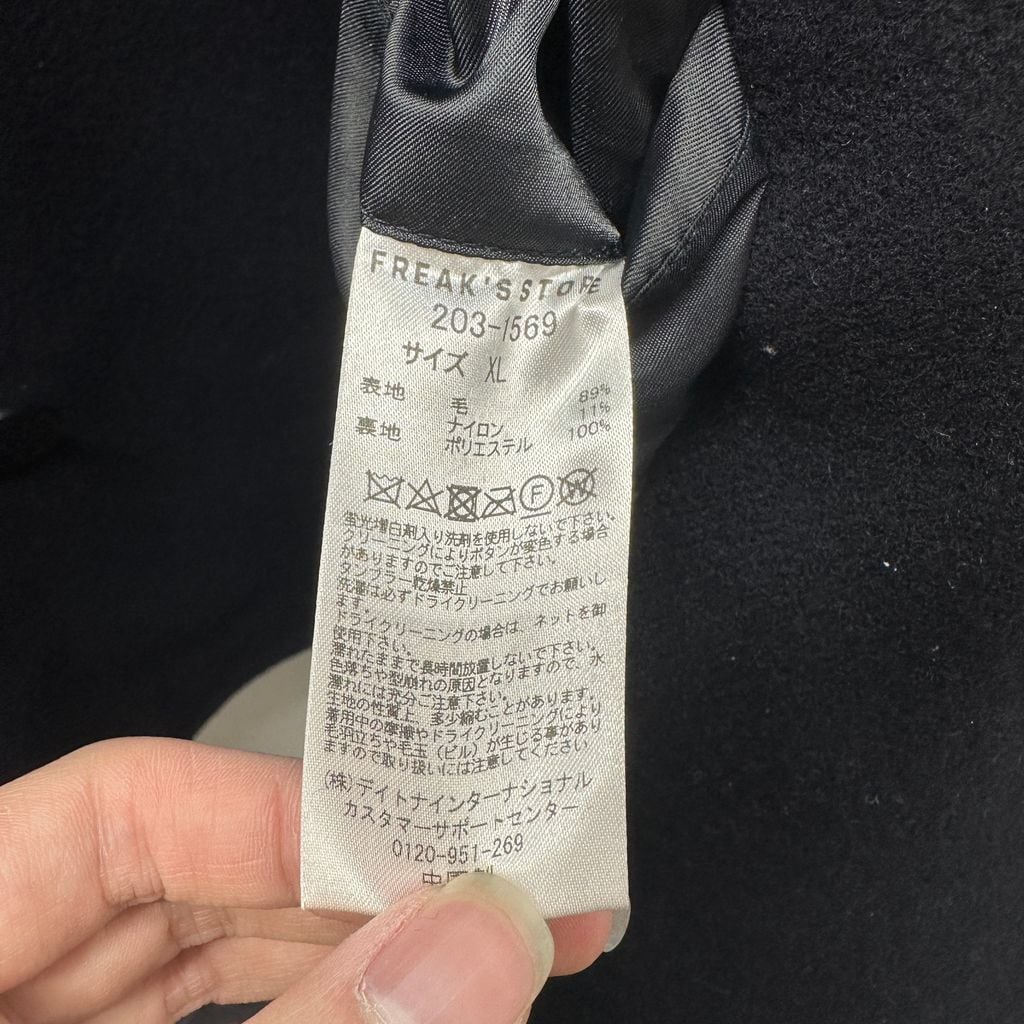 FREAK'S STORE
203-1569
サイズ XL
表地 毛 89%
ナイロン 11%
裏地 ポリエステル 100%
F W
蛍光増白剤入り洗剤を使用しないで下さい。
クリーニングによりボタンが変色する場合
がありますのでご注意して下さい。
タンブラー乾燥禁止
洗濯は必ずドライクリーニングでお願いし
ます。
ドライクリーニングの場合は、ネットを御
使用下さい。
濡れたままで長時間放置しないで下さい。
色落ちや型崩れの原因となりますので、水
濡れには充分ご注意下さい。
生地の性質上、多少縮むことがあります。
着用中の摩擦やドライクリーニングにより
毛羽立ちや毛玉（ピル）が生じる事があり
ますので取り扱いには注意してください
(株)デイトナインターナショナル
カスタマーサポートセンター
0120-951-269
中国製